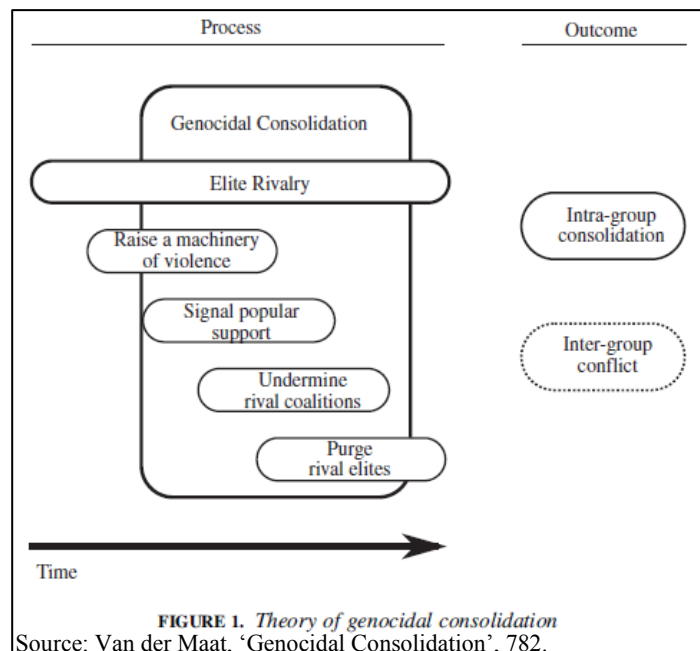 Process
Outcome
Genocidal Consolidation
Elite Rivalry
Raise a machinery
of violence
Signal popular
support
Undermine
rival coalitions
Purge
rival elites
Intra-group
consolidation
Inter-group
conflict
Time
FIGURE 1. Theory of genocidal consolidation
Source: Van der Maat, ‘Genocidal Consolidation’, 782.